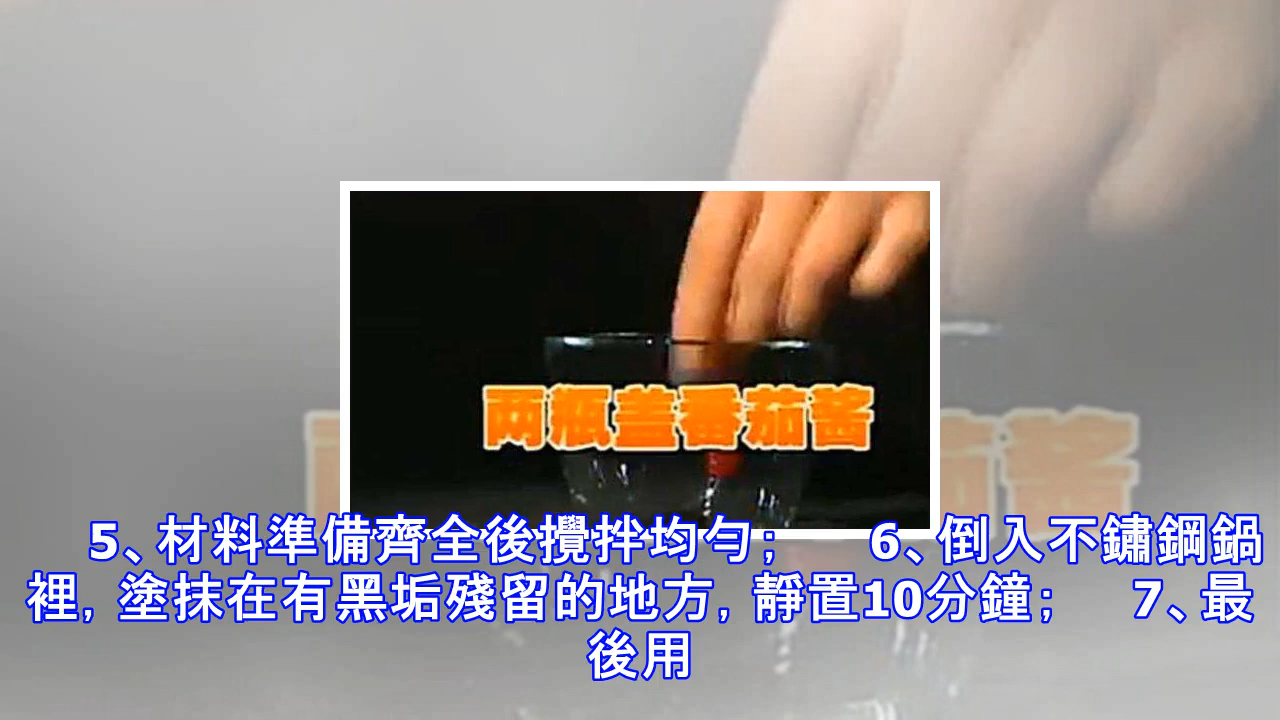 两瓶盖番茄酱
5、材料準備齊全後攪拌均勻; 6、倒入不鏽鋼鍋
裡, 塗抹在有黑垢殘留的地方, 靜置10分鐘; 7、最
後用